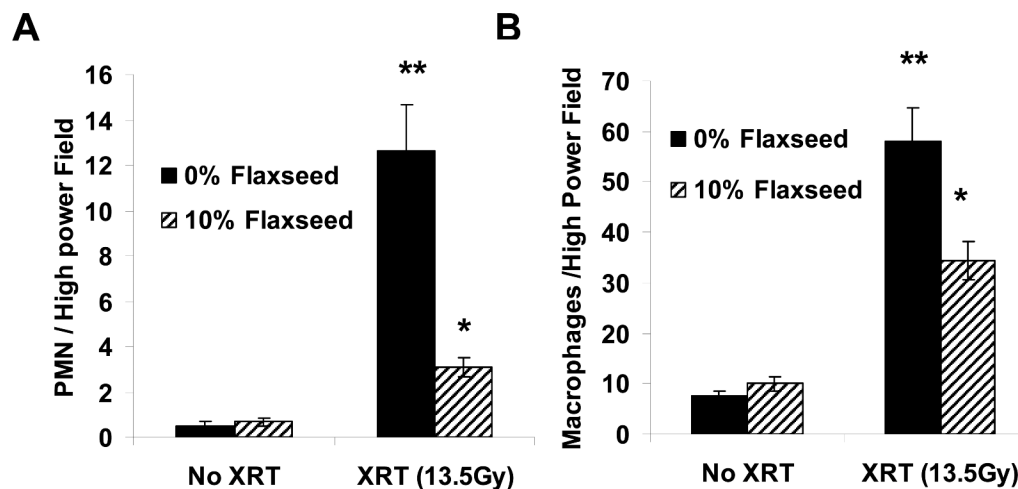 A
PMN / High power Field
16
14
12
10
8
6
4
2
0
**
0% Flaxseed
10% Flaxseed
*
No XRT
XRT (13.5Gy)
B
Macrophages /High Power Field
70
60
50
40
30
20
10
0
**
0% Flaxseed
10% Flaxseed
*
No XRT
XRT (13.5Gy)